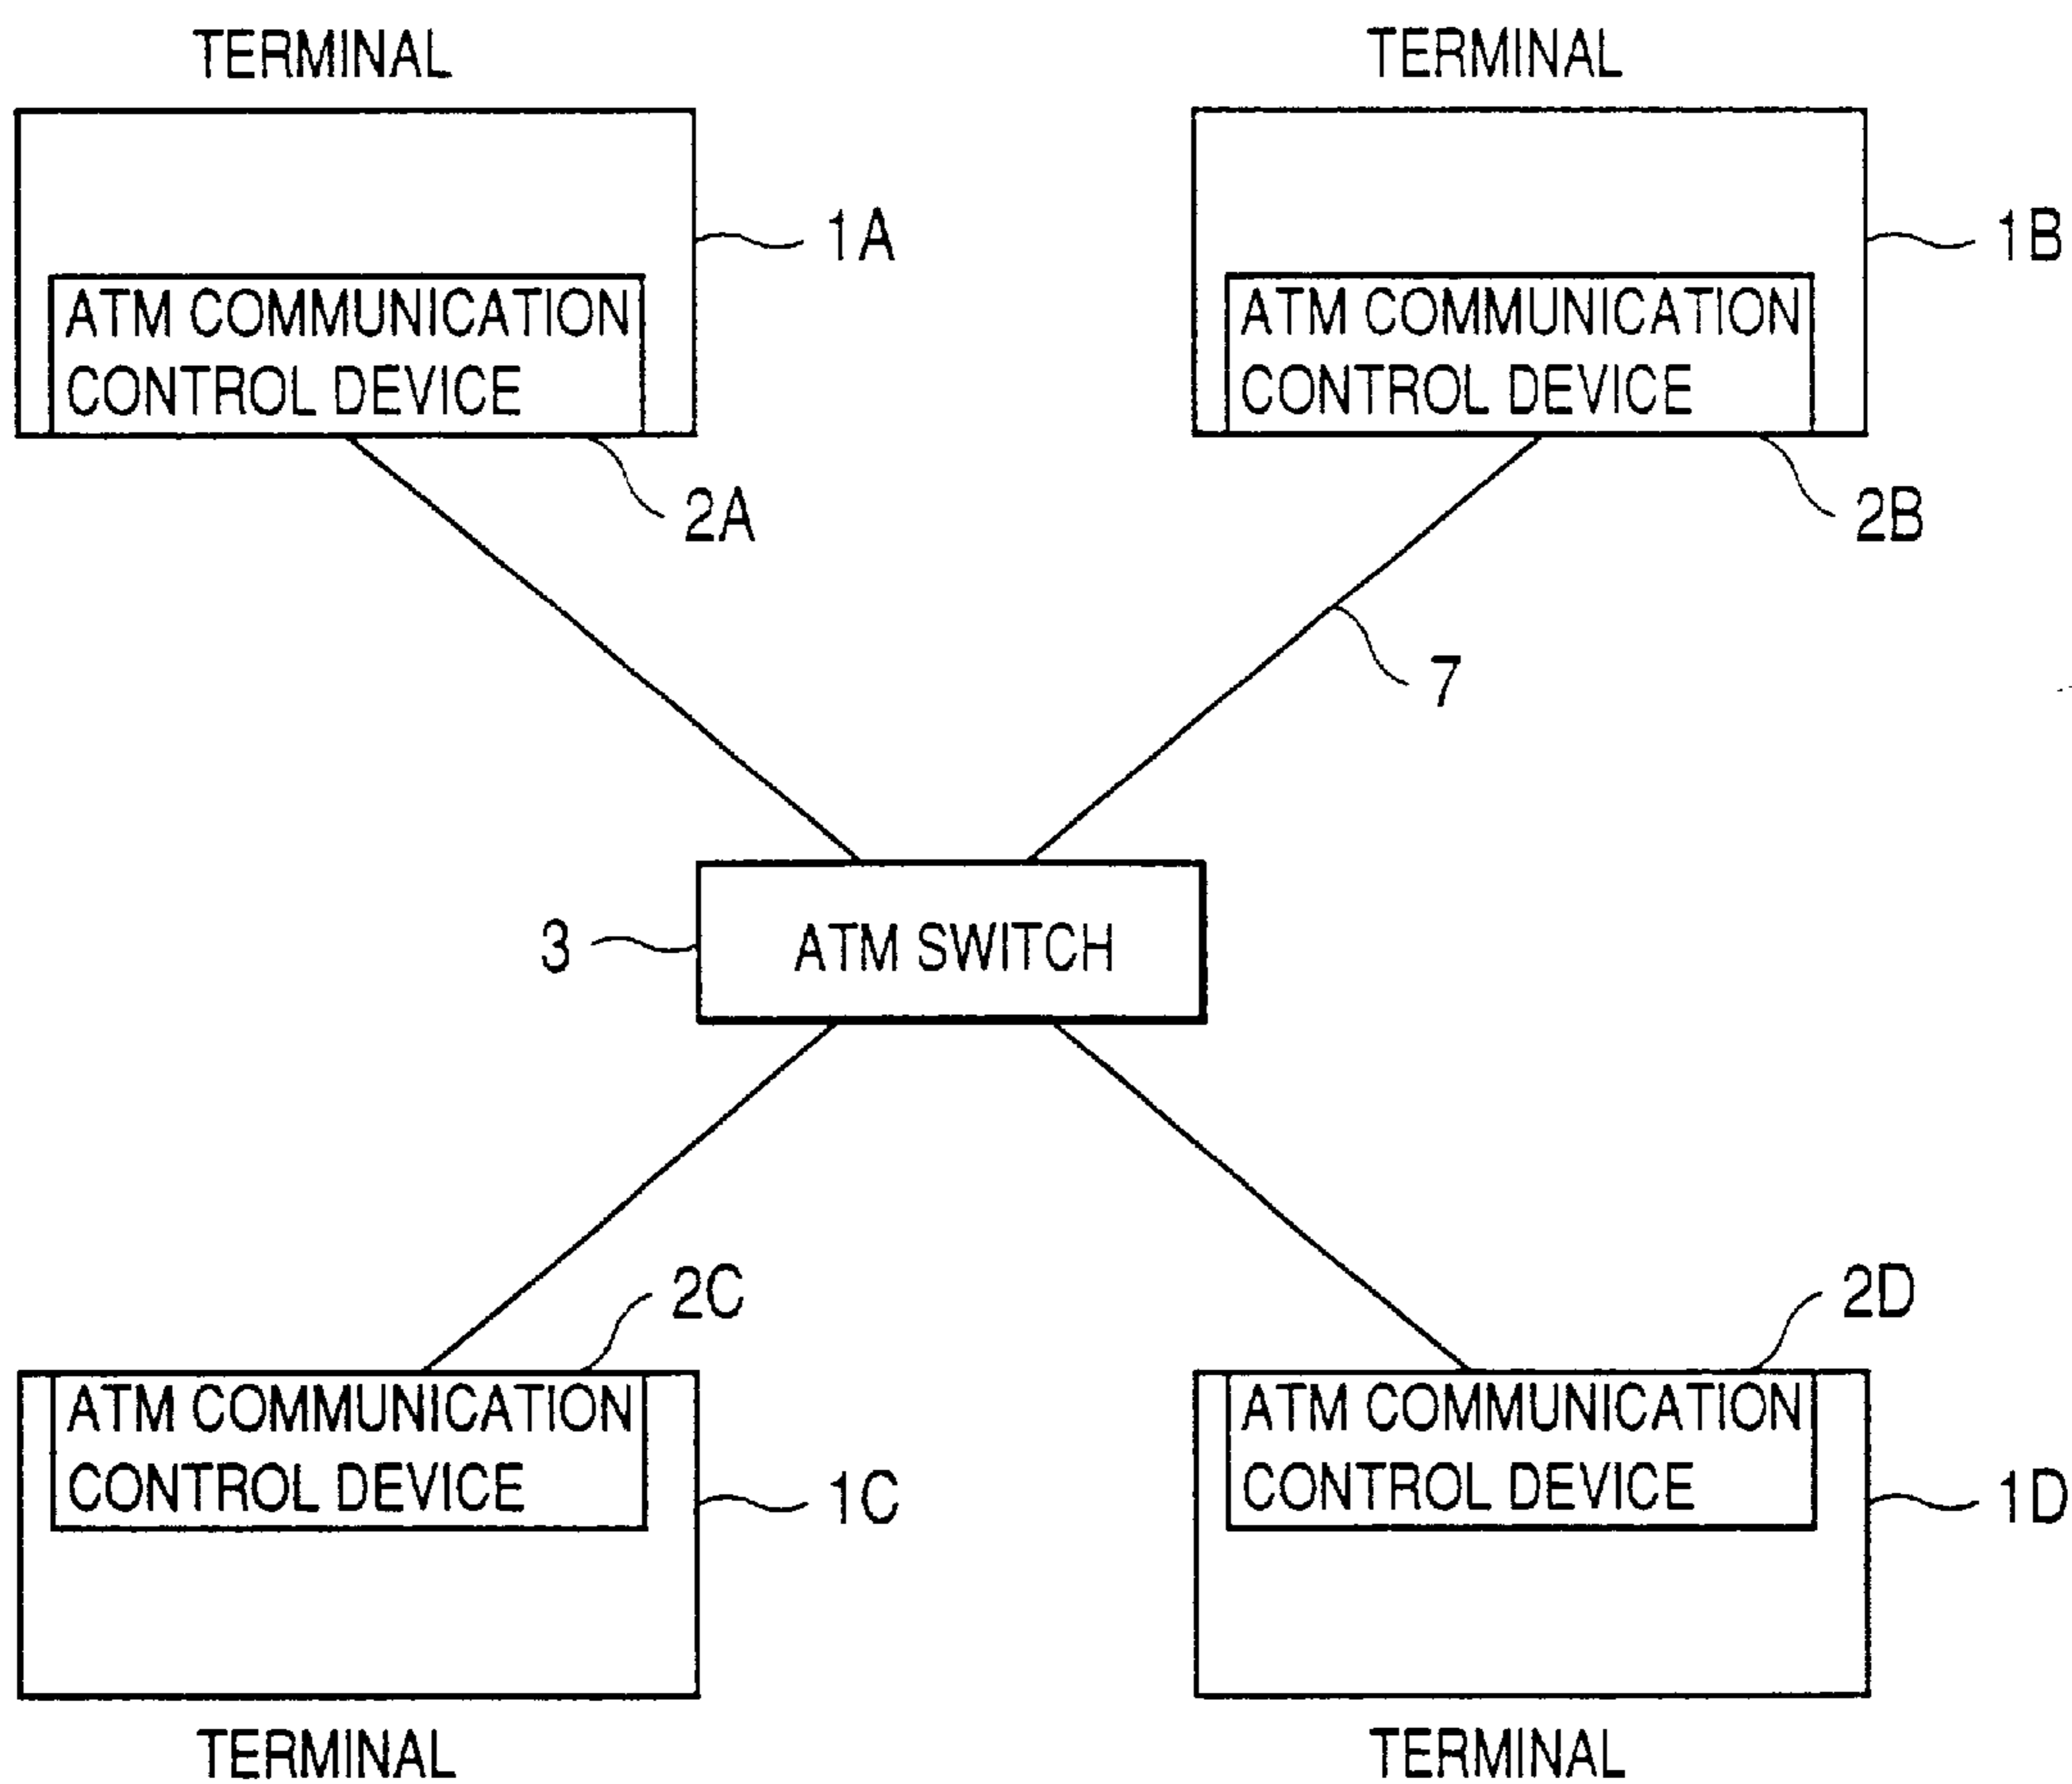 TERMINAL
TERMINAL
1A
1B
ATM COMMUNICATION
CONTROL DEVICE
ATM COMMUNICATION
CONTROL DEVICE
2A
2B
7
3
ATM SWITCH
2C
2D
ATM COMMUNICATION
CONTROL DEVICE
ATM COMMUNICATION
CONTROL DEVICE
1C
1D
TERMINAL
TERMINAL